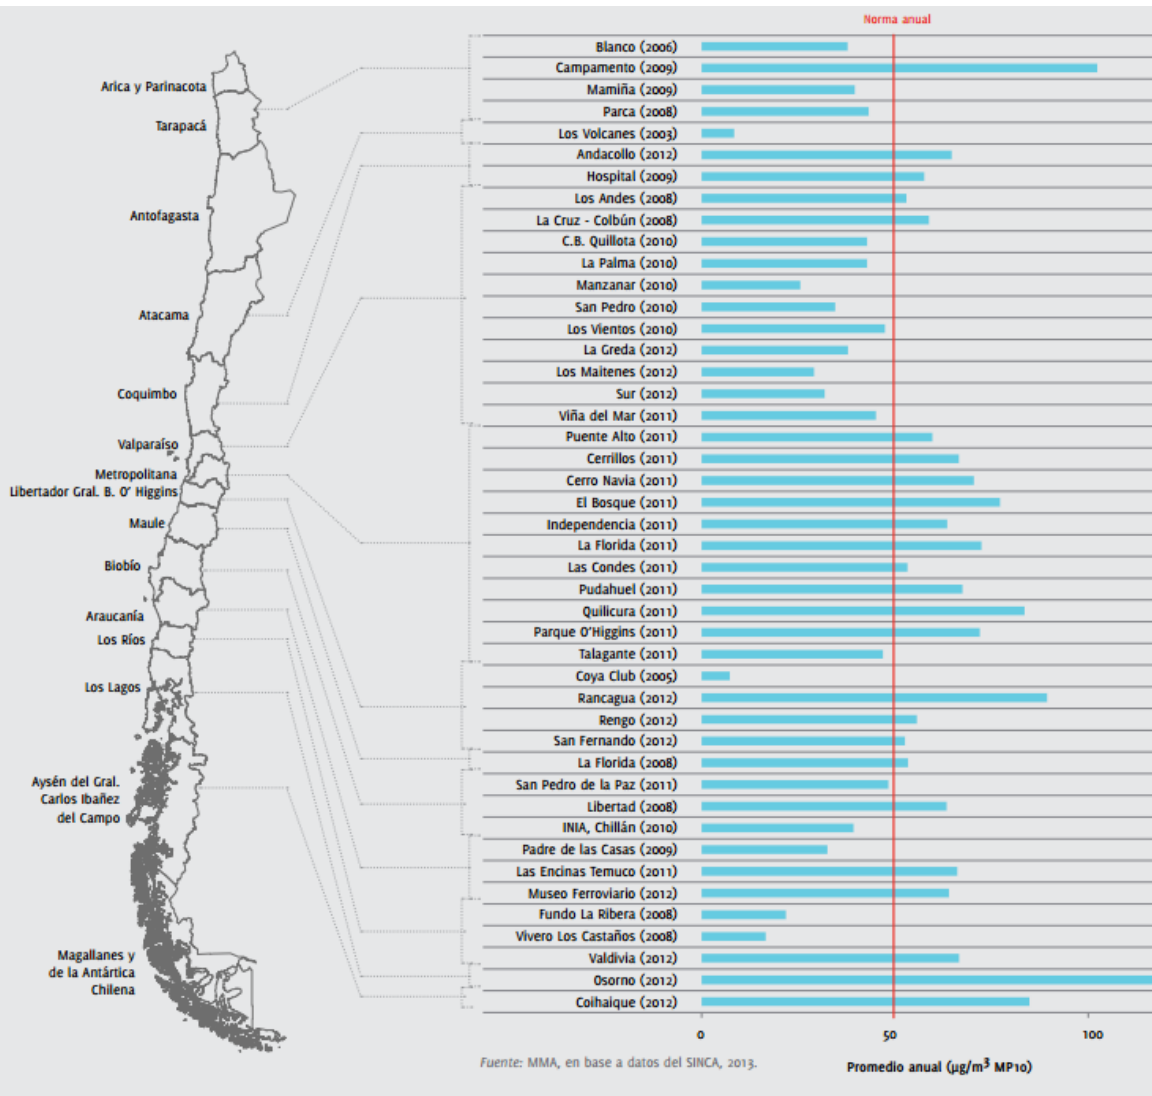 Norma anual
Arica y Parinacota
Tarapacá
Antofagasta
Atacama
Coquimbo
Valparaíso
Metropolitana
Libertador Gral. B. O' Higgins
Maule
Biobío
Araucanía
Los Ríos
Los Lagos
Aysén del Gral.
Carlos Ibañez
del Campo
Magallanes y
de la Antártica
Chilena
Blanco (2006)
Campamento (2009)
Mamiña (2009)
Parca (2008)
Los Volcanes (2003)
Andacollo (2012)
Hospital (2009)
Los Andes (2008)
La Cruz - Colbún (2008)
C.B. Quillota (2010)
La Palma (2010)
Manzanar (2010)
San Pedro (2010)
Los Vientos (2010)
La Greda (2012)
Los Maitenes (2012)
Sur (2012)
Viña del Mar (2011)
Puente Alto (2011)
Cerrillos (2011)
Cerro Navia (2011)
El Bosque (2011)
Independencia (2011)
La Florida (2011)
Las Condes (2011)
Pudahuel (2011)
Quilicura (2011)
Parque O'Higgins (2011)
Talagante (2011)
Coya Club (2005)
Rancagua (2012)
Rengo (2012)
San Fernando (2012)
La Florida (2008)
San Pedro de la Paz (2011)
Libertad (2008)
INIA, Chillán (2010)
Padre de las Casas (2009)
Las Encinas Temuco (2011)
Museo Ferroviario (2012)
Fundo La Ribera (2008)
Vivero Los Castaños (2008)
Valdivia (2012)
Osorno (2012)
Coihaique (2012)
0 50 100
Promedio anual (µg/m³ MP10)
Fuente: MMA, en base a datos del SINCA, 2013.